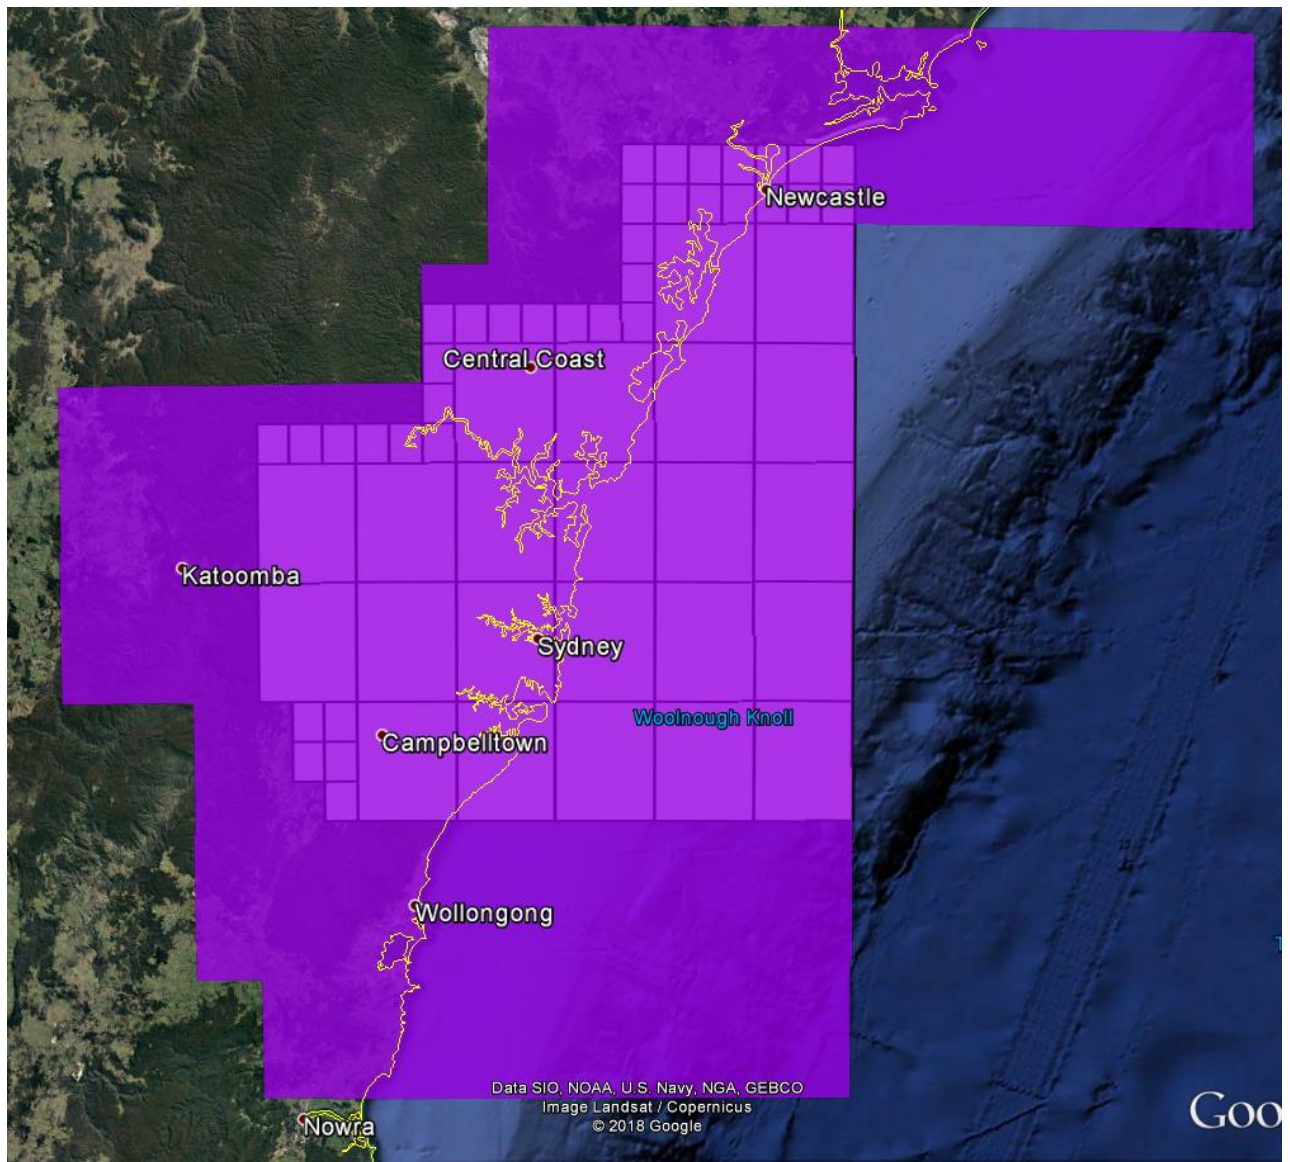 Newcastle
Central Coast
Katoomba
Sydney
Woolnough Knoll
Campbelltown
Wollongong
Data SIO, NOAA, U.S. Navy, NGA, GEBCO
Image Landsat / Copernicus
© 2018 Google
Goo
Nowra